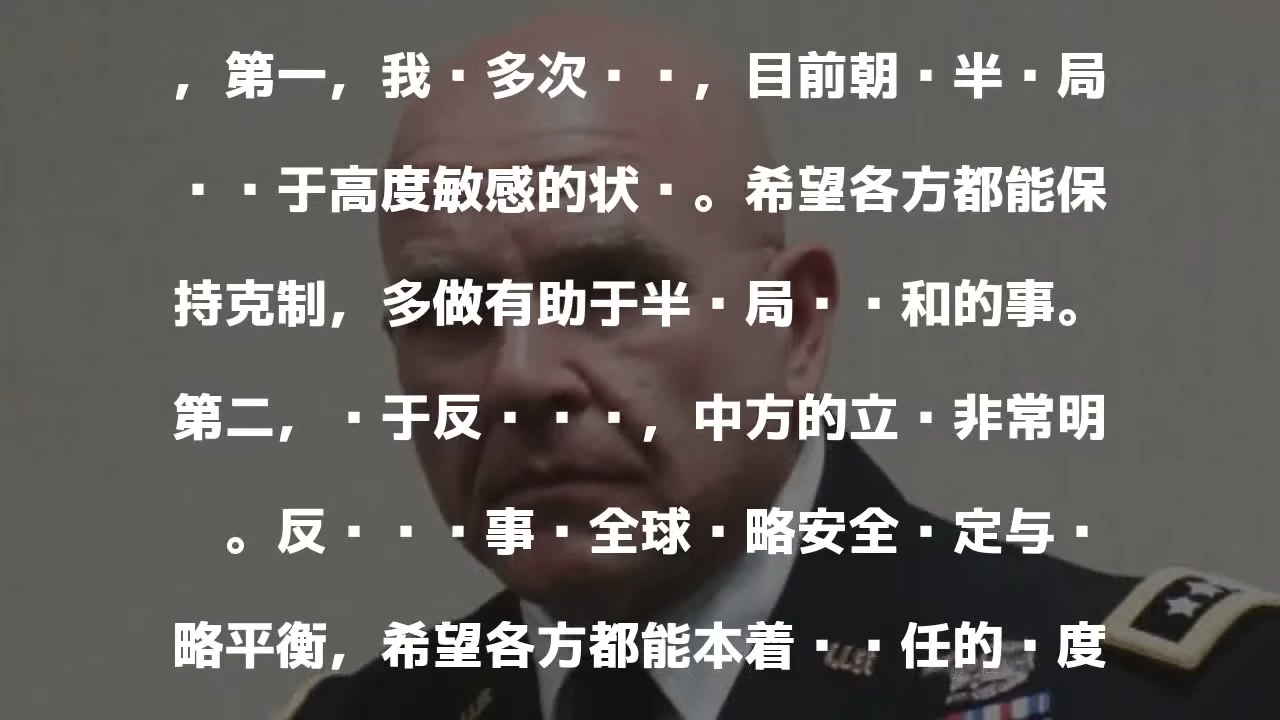 ，第一，我·多次··，目前朝·半·局
··于高度敏感的状·。希望各方都能保
持克制，多做有助于半·局··和的事。
第二，·于反···，中方的立·非常明
。反···事·全球·略安全·定与·
略平衡，希望各方都能本着··任的·度